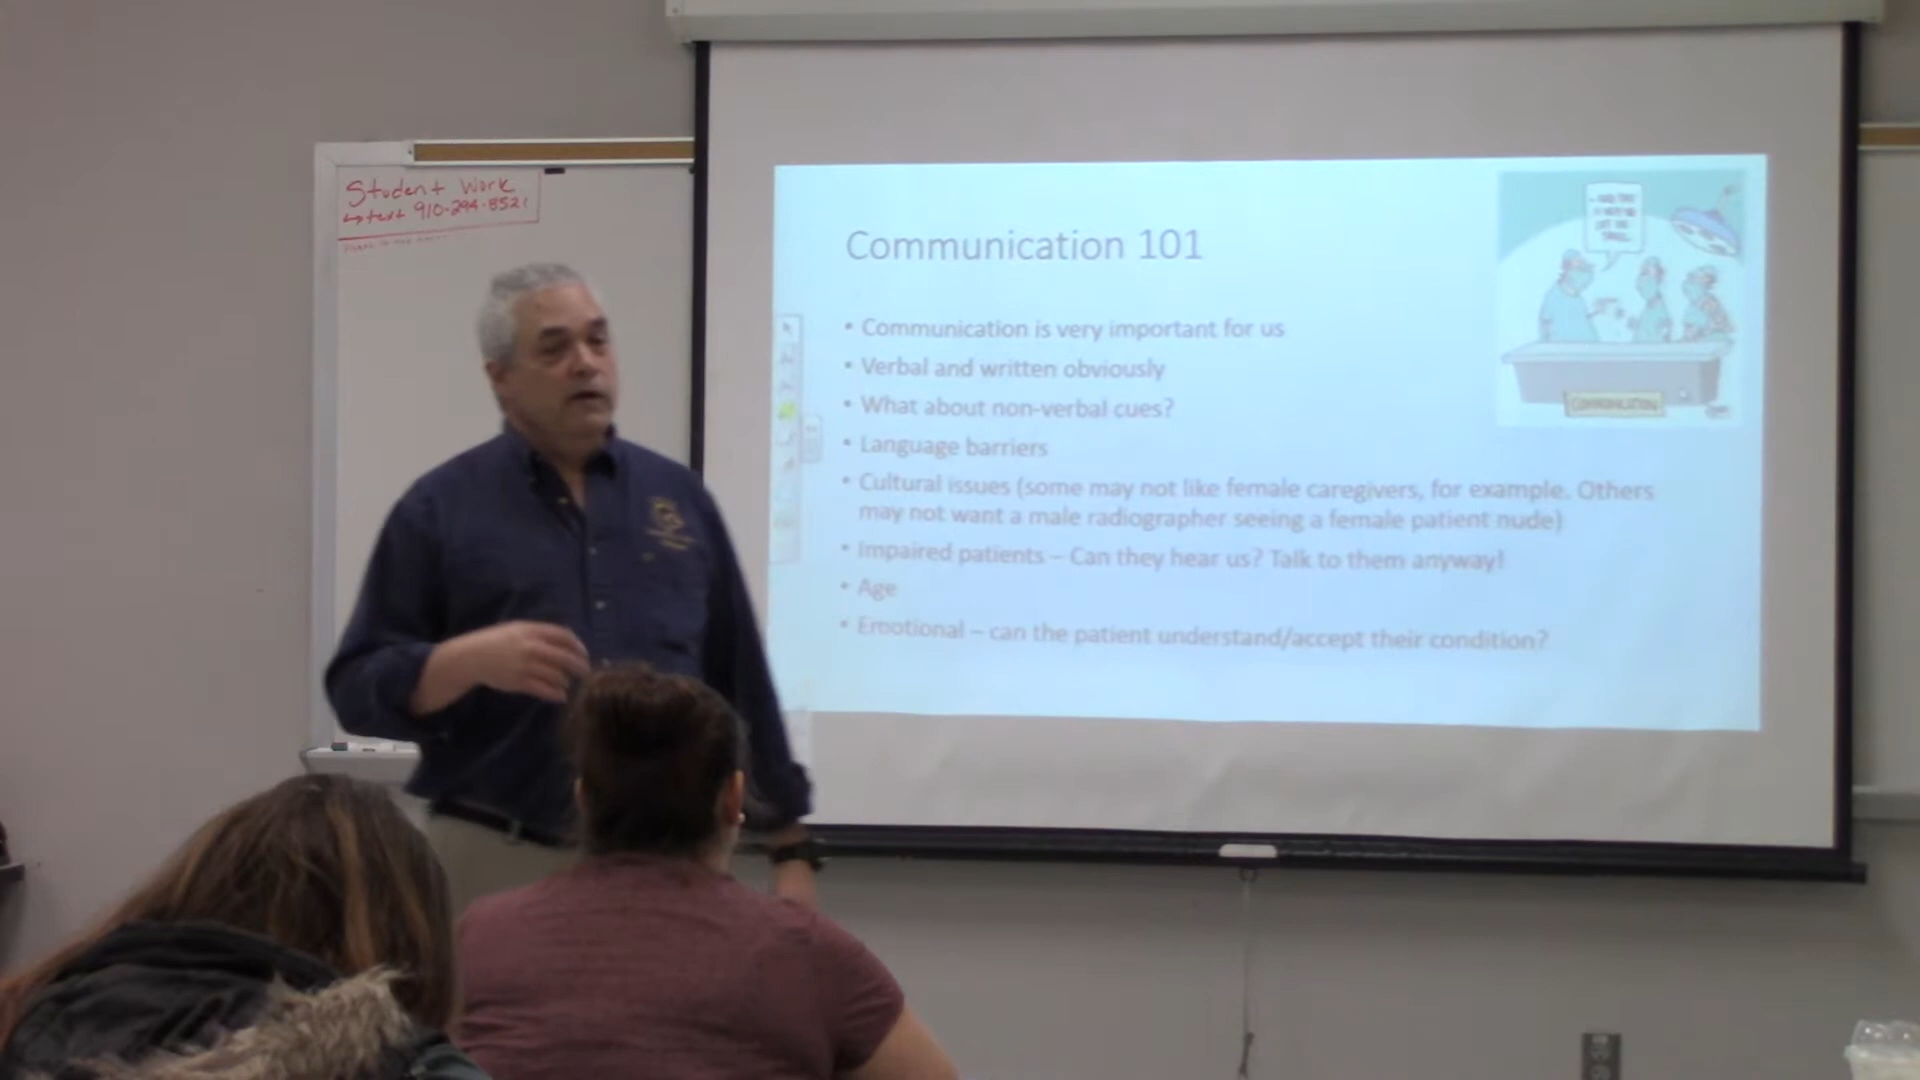 Student Work
→text 910-294-8521
Communication 101
• Communication is very important for us
• Verbal and written obviously
• What about non-verbal cues?
• Language barriers
• Cultural issues (some may not like female caregivers, for example. Others
may not want a male radiographer seeing a female patient nude)
• Impaired patients – Can they hear us? Talk to them anyway!
• Age
• Emotional – can the patient understand/accept their condition?
COMMUNICATION